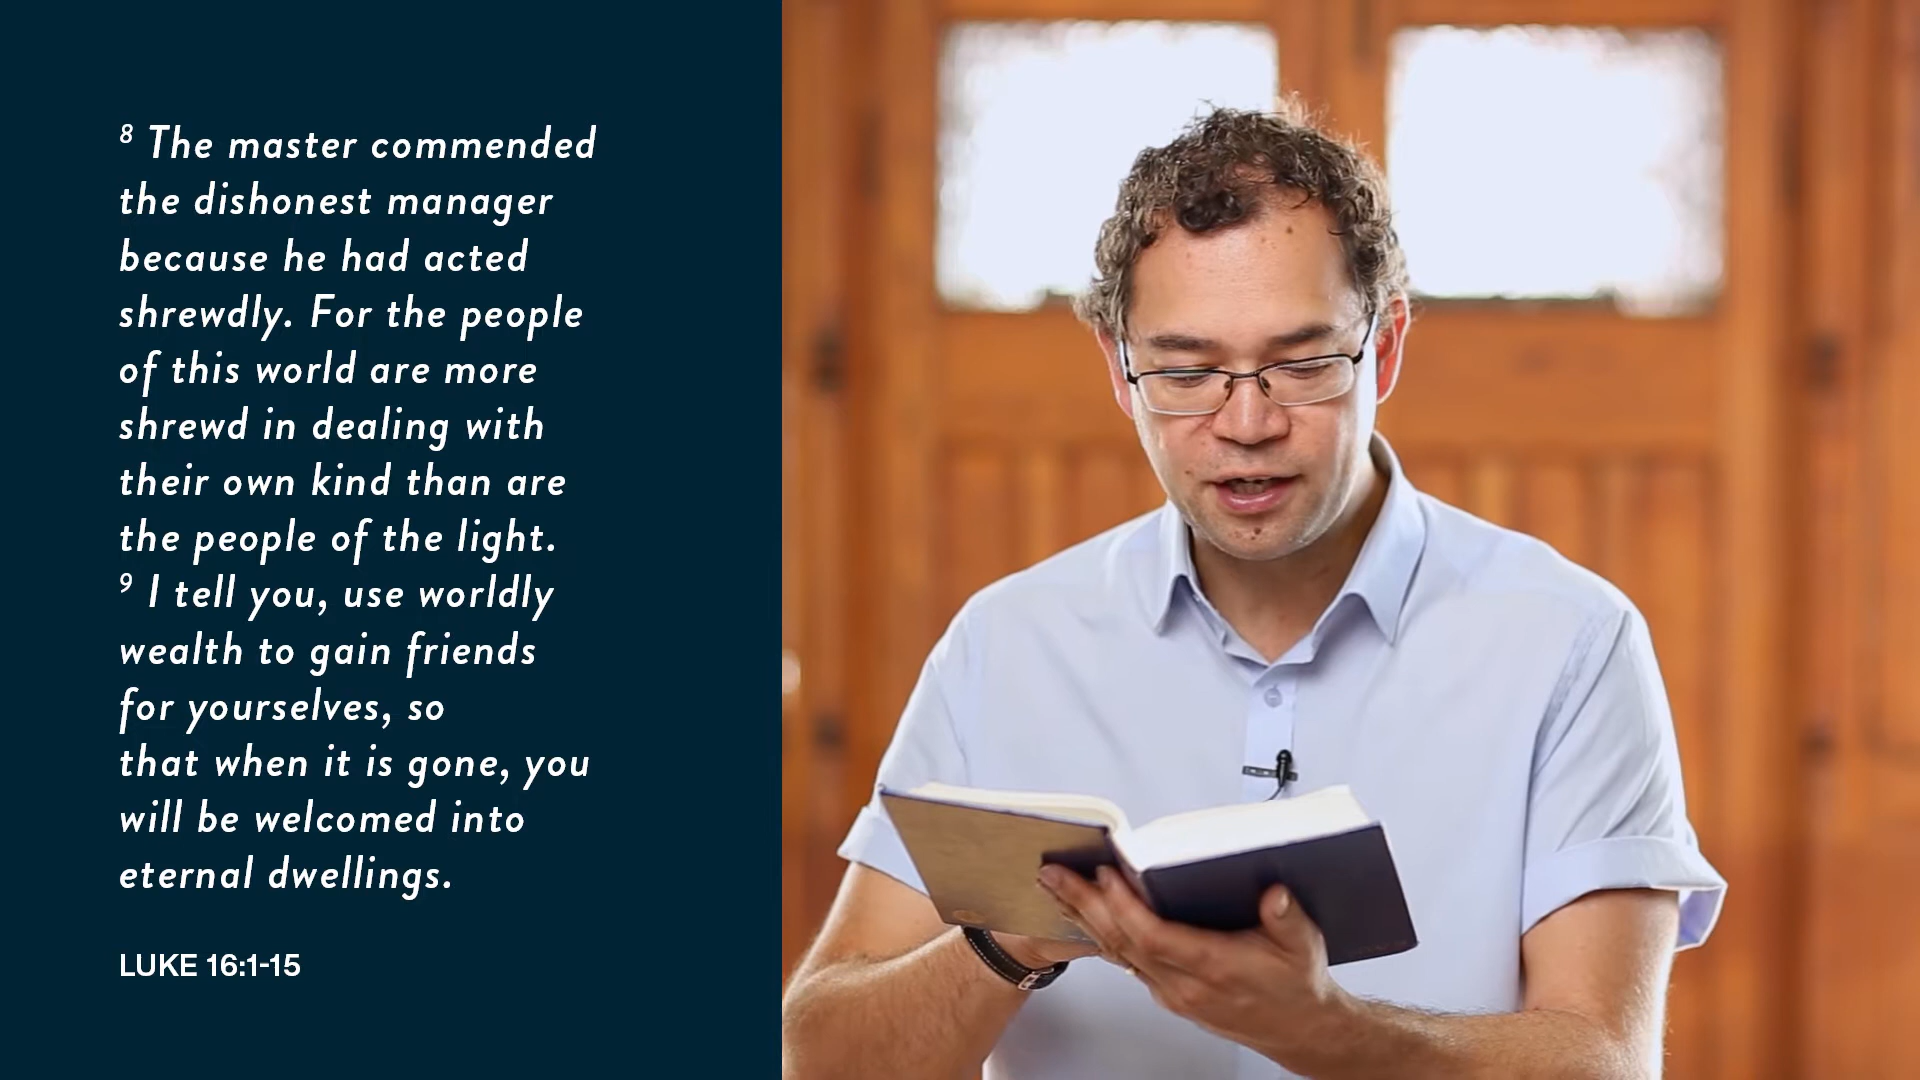 ⁸ The master commended
the dishonest manager
because he had acted
shrewdly. For the people
of this world are more
shrewd in dealing with
their own kind than are
the people of the light.
⁹ I tell you, use worldly
wealth to gain friends
for yourselves, so
that when it is gone, you
will be welcomed into
eternal dwellings.
LUKE 16:1-15